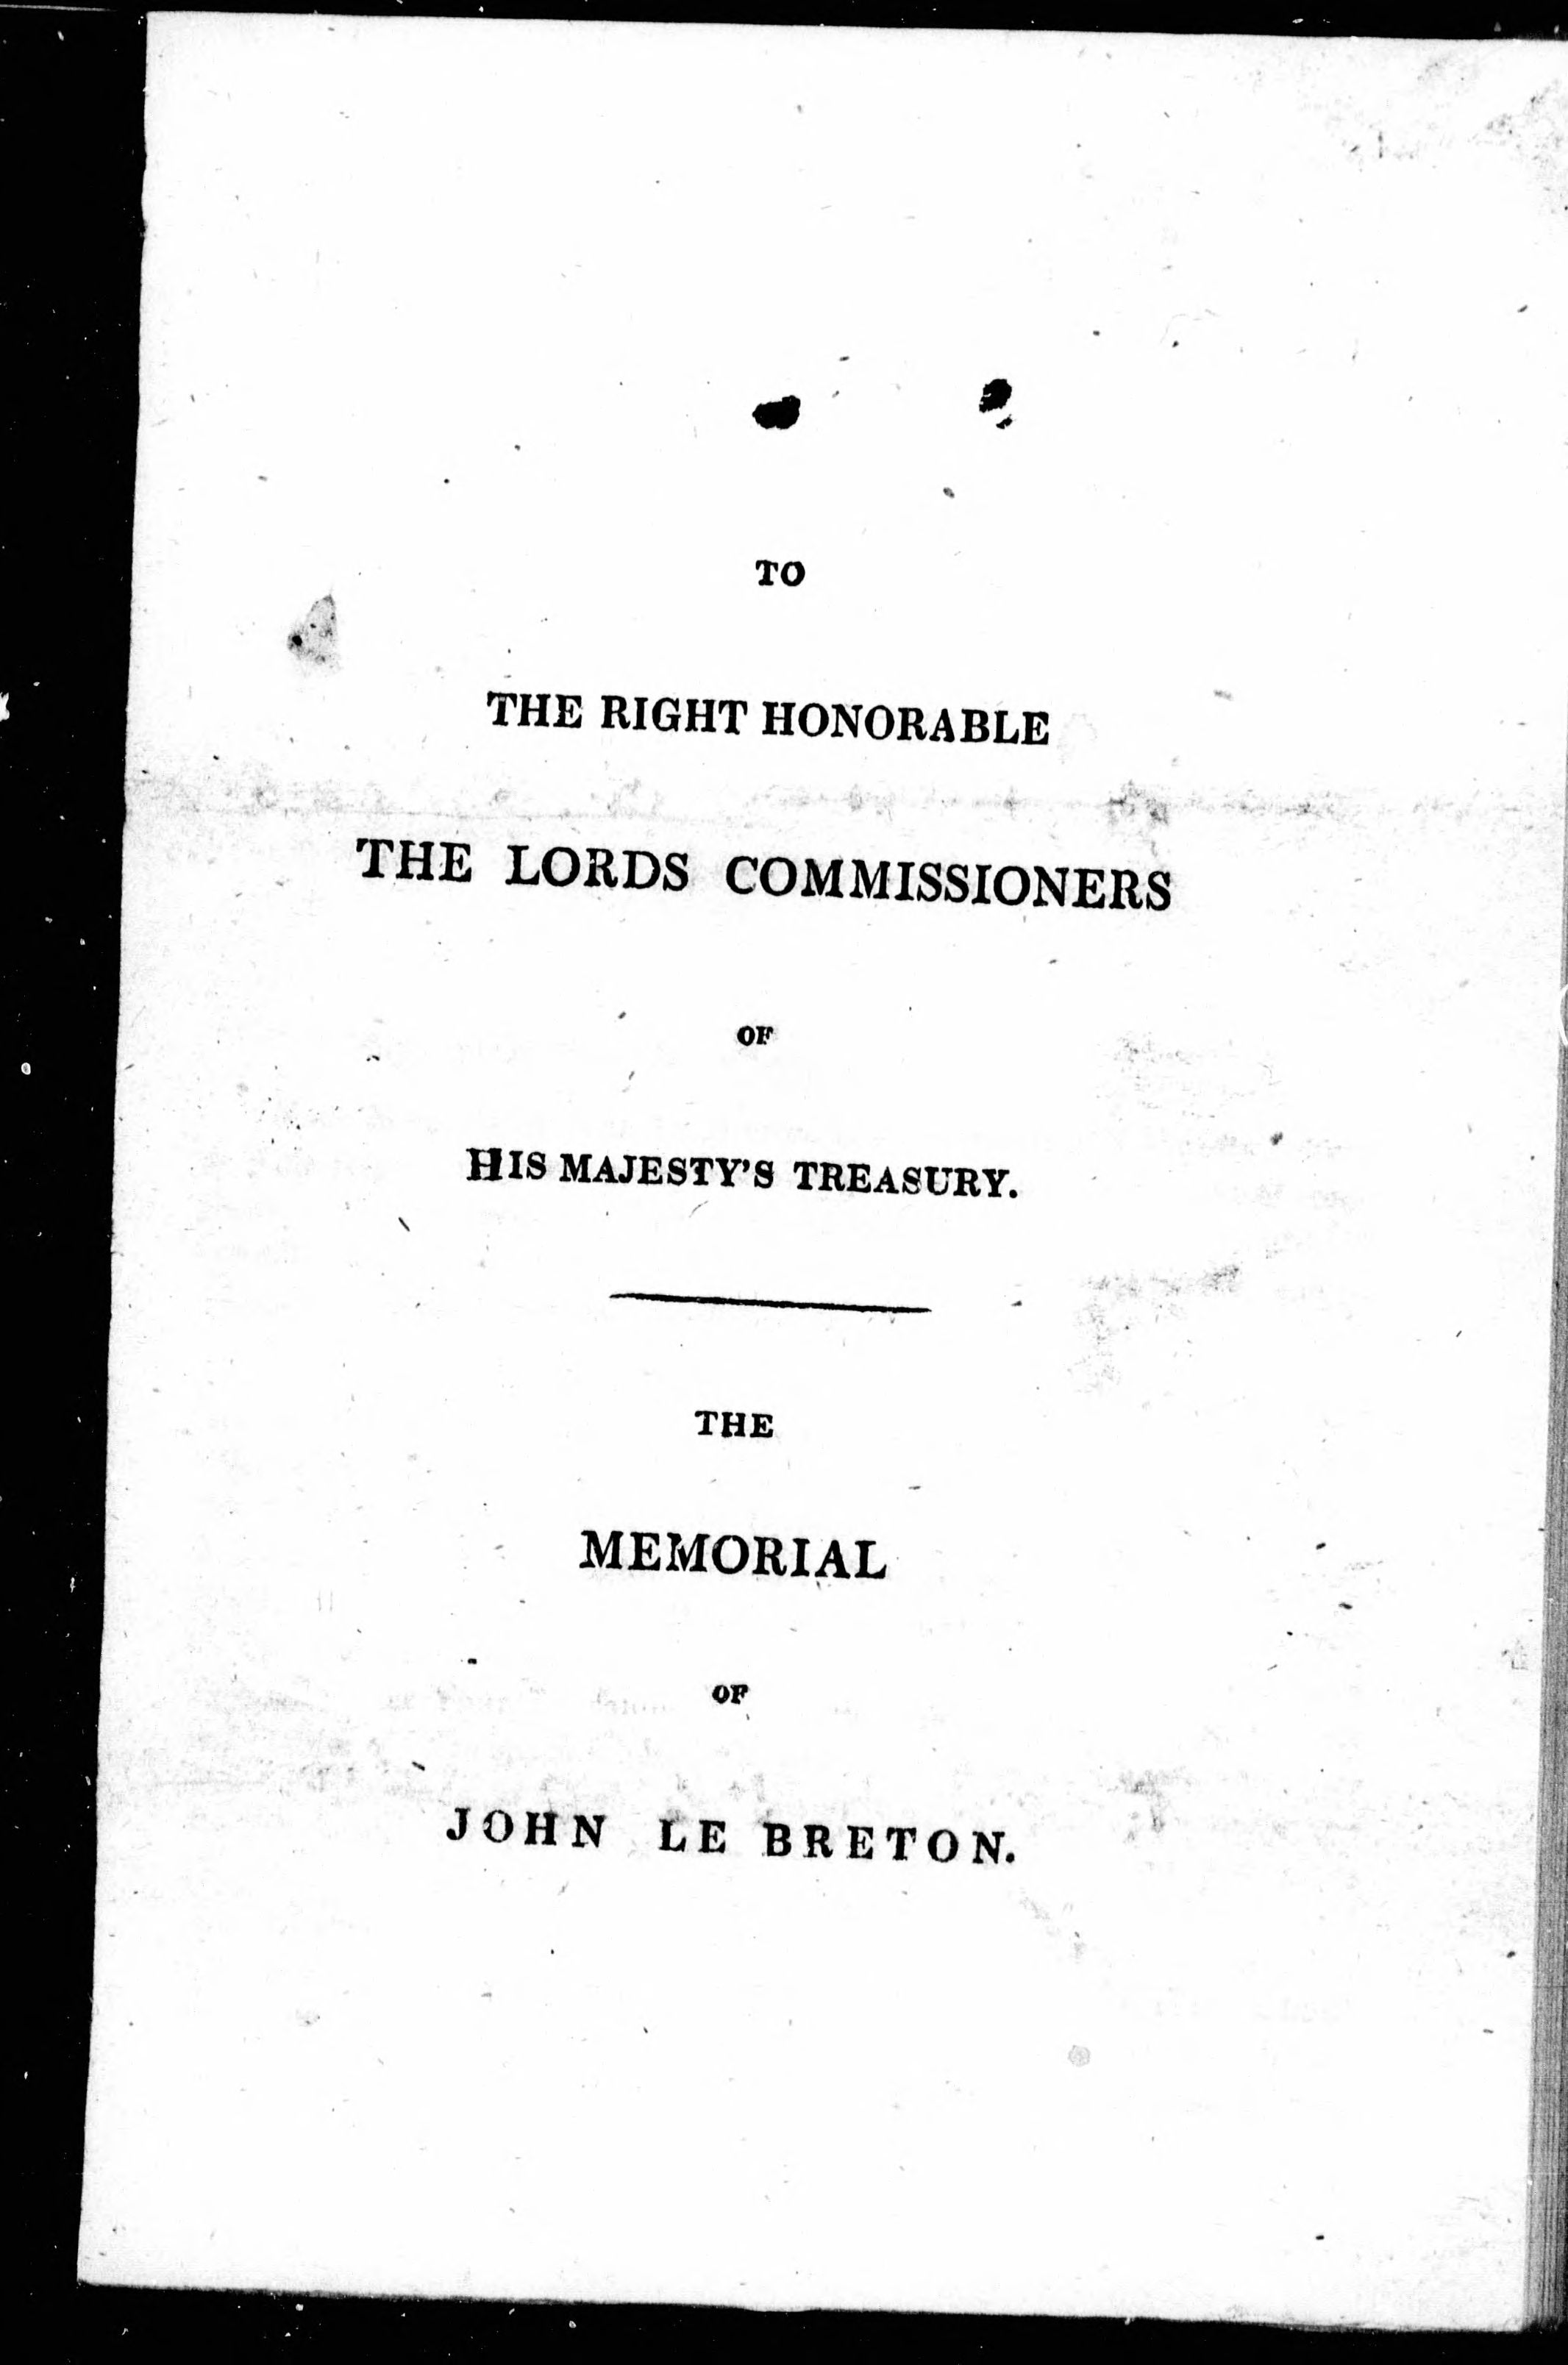 TO
THE RIGHT HONORABLE
THE LORDS COMMISSIONERS
OF
HIS MAJESTY'S TREASURY.
THE
MEMORIAL
OF
JOHN LE BRETON.